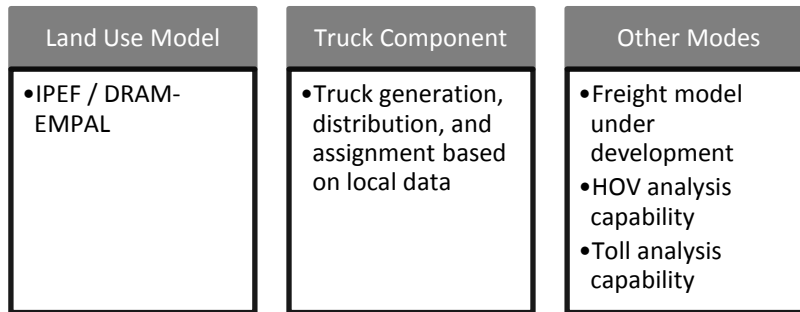 Land Use Model
•IPEF / DRAM-
EMPAL
Truck Component
•Truck generation,
distribution, and
assignment based
on local data
Other Modes
•Freight model
under
development
•HOV analysis
capability
•Toll analysis
capability